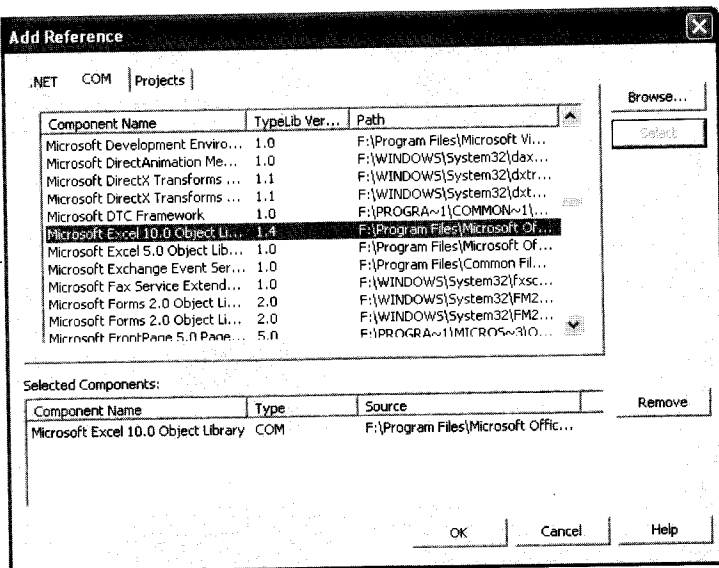 Add Reference
.NET COM Projects
Browse...
Select
Component Name TypeLib Ver... Path
Microsoft Development Enviro... 1.0 F:\Program Files\Microsoft Vi...
Microsoft DirectAnimation Me... 1.0 F:\WINDOWS\System32\dax...
Microsoft DirectX Transforms ... 1.1 F:\WINDOWS\System32\dxtr...
Microsoft DirectX Transforms ... 1.1 F:\WINDOWS\System32\dxt...
Microsoft DTC Framework 1.0 F:\PROGRA~1\COMMON~1\...
Microsoft Excel 10.0 Object Li... 1.4 F:\Program Files\Microsoft Of...
Microsoft Excel 5.0 Object Lib... 1.0 F:\Program Files\Microsoft Of...
Microsoft Exchange Event Ser... 1.0 F:\Program Files\Common Fil...
Microsoft Fax Service Extend... 1.0 F:\WINDOWS\System32\fxsc...
Microsoft Forms 2.0 Object Li... 2.0 F:\WINDOWS\System32\FM2...
Microsoft Forms 2.0 Object Li... 2.0 F:\WINDOWS\System32\FM2...
Microsoft FrontPage 5.0 Page... 5.0 F:\PROGRA~1\MICROS~3\O...
Selected Components:
Component Name Type Source
Remove
Microsoft Excel 10.0 Object Library COM F:\Program Files\Microsoft Offic...
OK Cancel Help